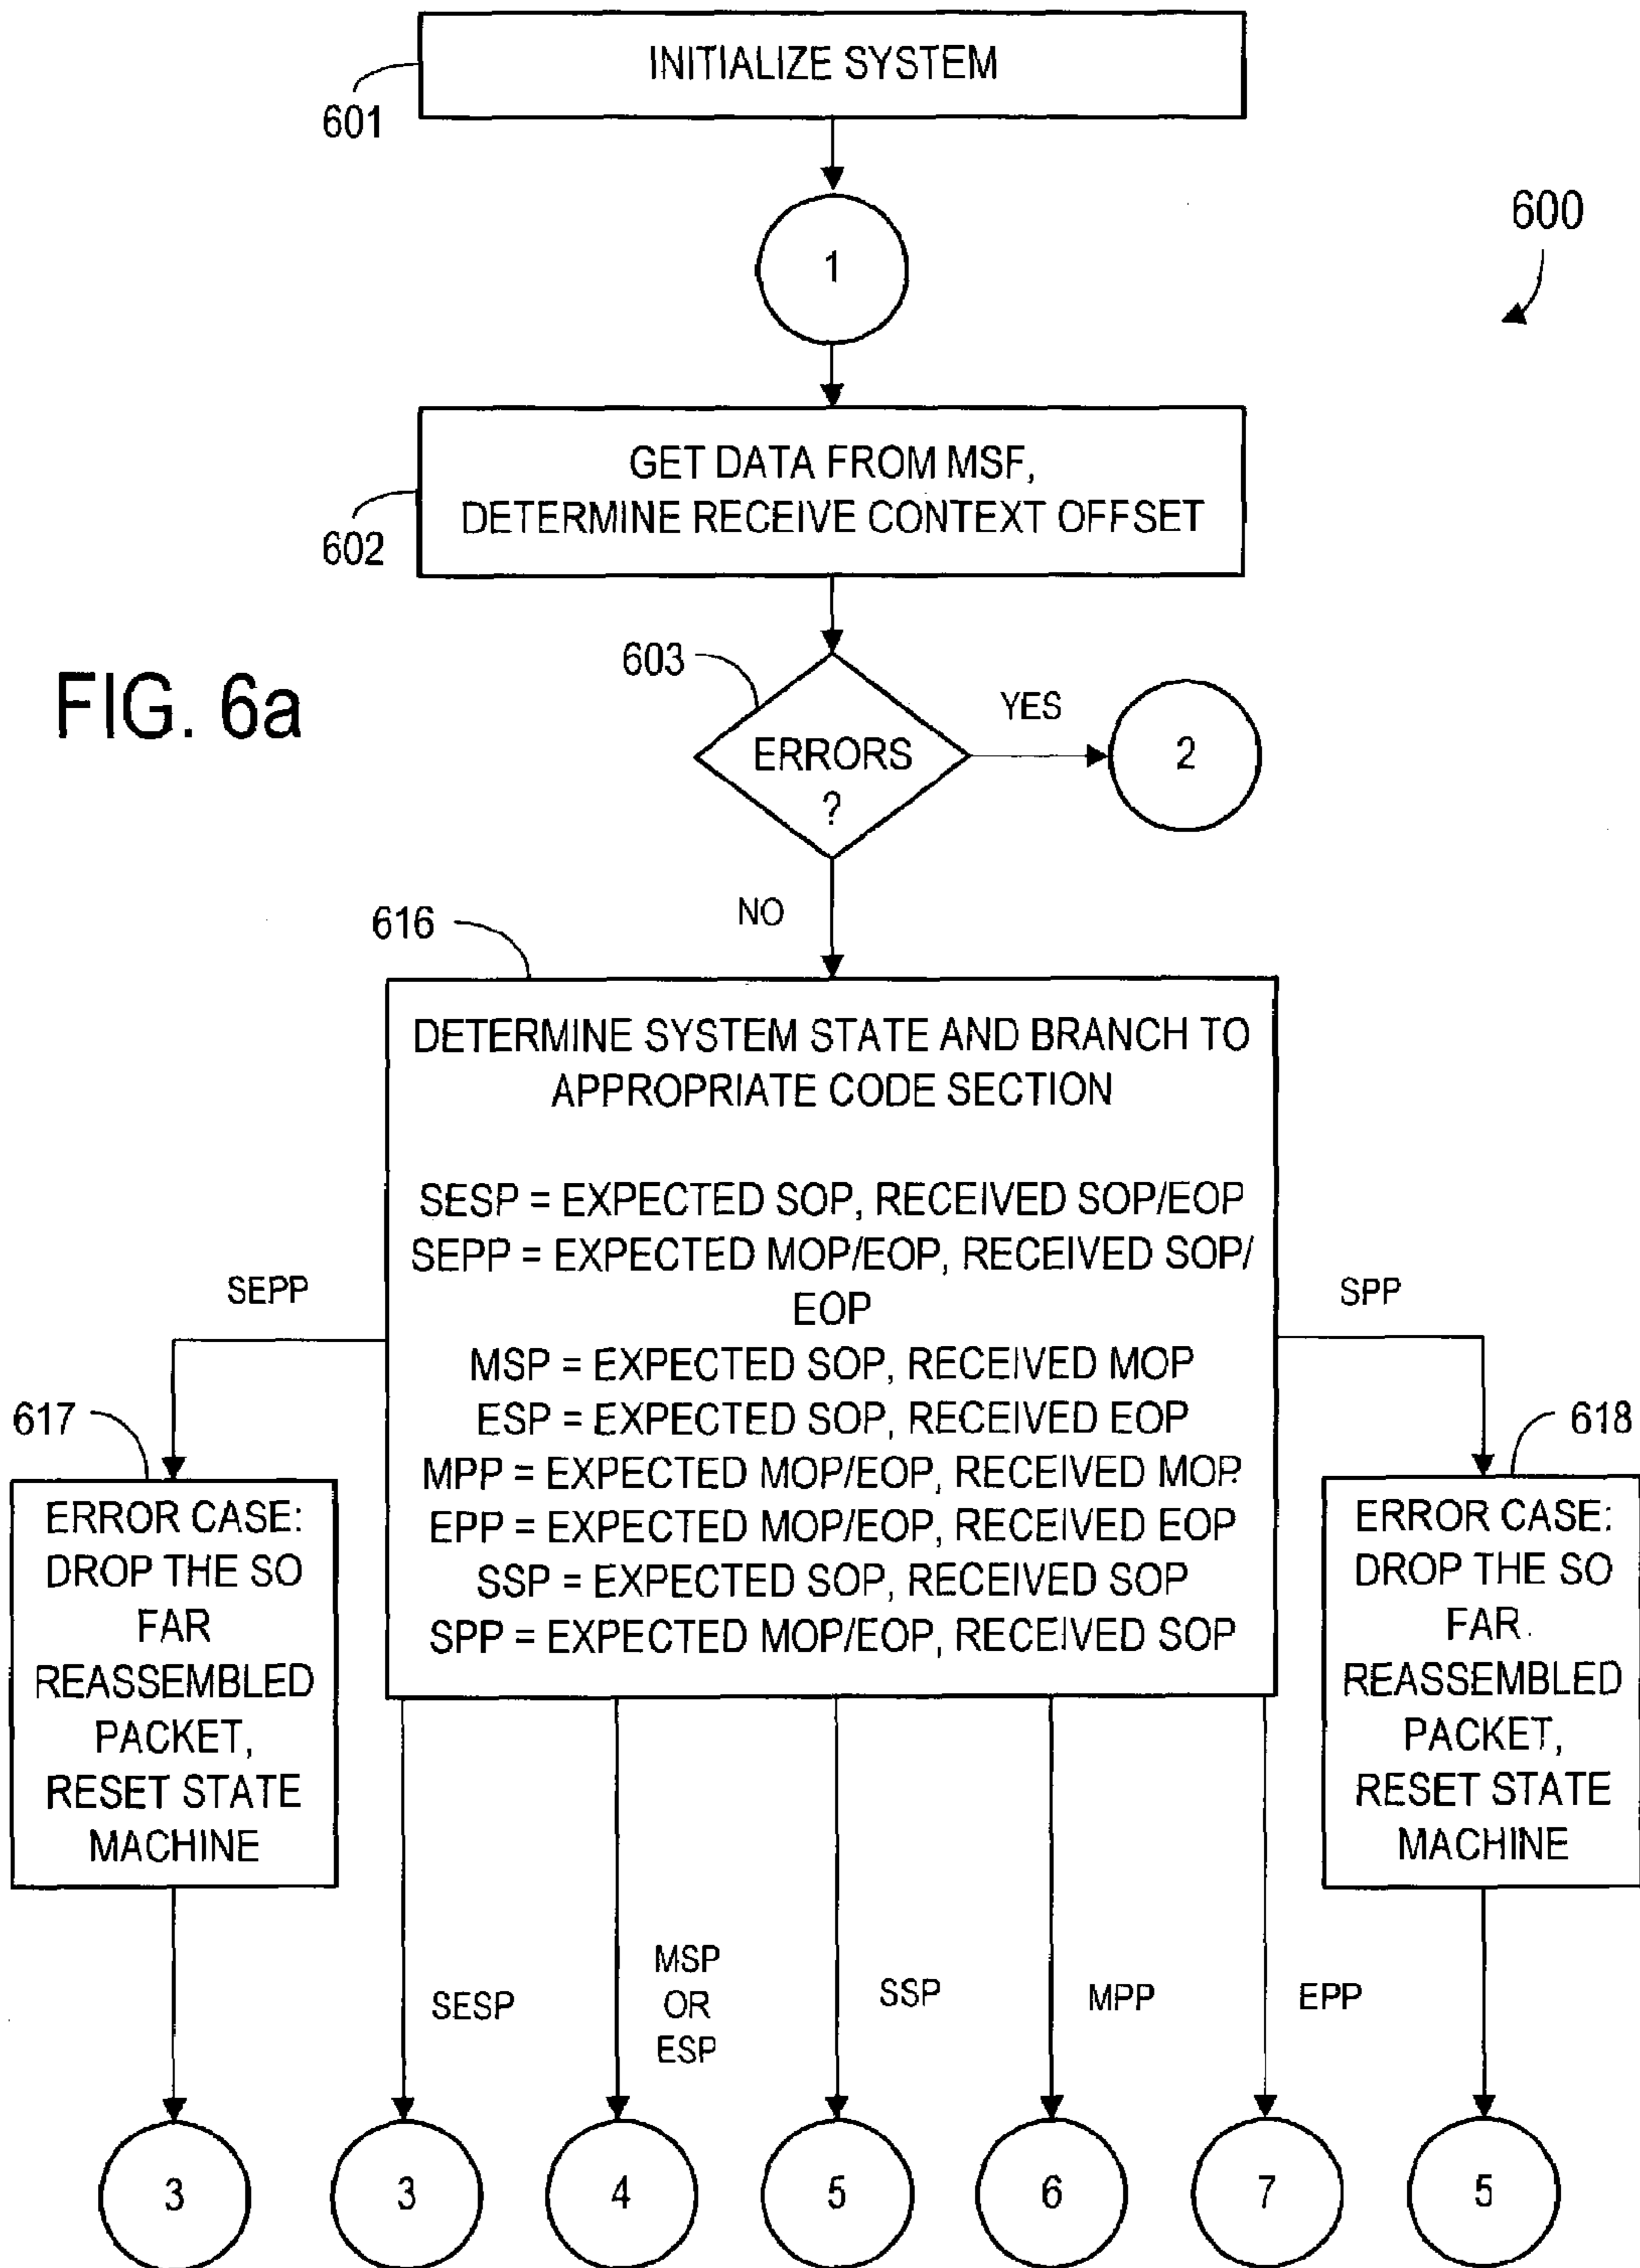 INITIALIZE SYSTEM
601
1
600
GET DATA FROM MSF,
DETERMINE RECEIVE CONTEXT OFFSET
602
FIG. 6a
603
ERRORS
?
YES
2
NO
616
DETERMINE SYSTEM STATE AND BRANCH TO
APPROPRIATE CODE SECTION
SESP = EXPECTED SOP, RECEIVED SOP/EOP
SEPP = EXPECTED MOP/EOP, RECEIVED SOP/
EOP
MSP = EXPECTED SOP, RECEIVED MOP
ESP = EXPECTED SOP, RECEIVED EOP
MPP = EXPECTED MOP/EOP, RECEIVED MOP
EPP = EXPECTED MOP/EOP, RECEIVED EOP
SSP = EXPECTED SOP, RECEIVED SOP
SPP = EXPECTED MOP/EOP, RECEIVED SOP
SEPP
617
ERROR CASE:
DROP THE SO
FAR
REASSEMBLED
PACKET,
RESET STATE
MACHINE
SPP
618
ERROR CASE:
DROP THE SO
FAR
REASSEMBLED
PACKET,
RESET STATE
MACHINE
SESP
MSP
OR
ESP
SSP
MPP
EPP
3
3
4
5
6
7
5